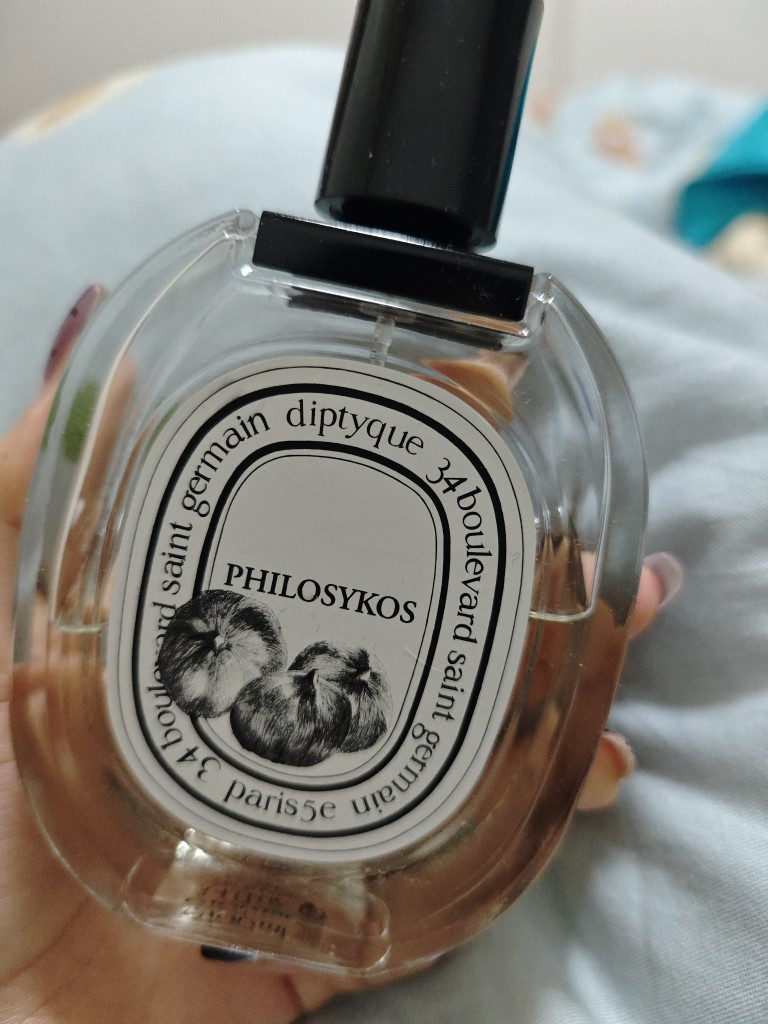 diptyque 34 boulevard saint germain paris5e 34 boulevard saint germain
PHILOSYKOS